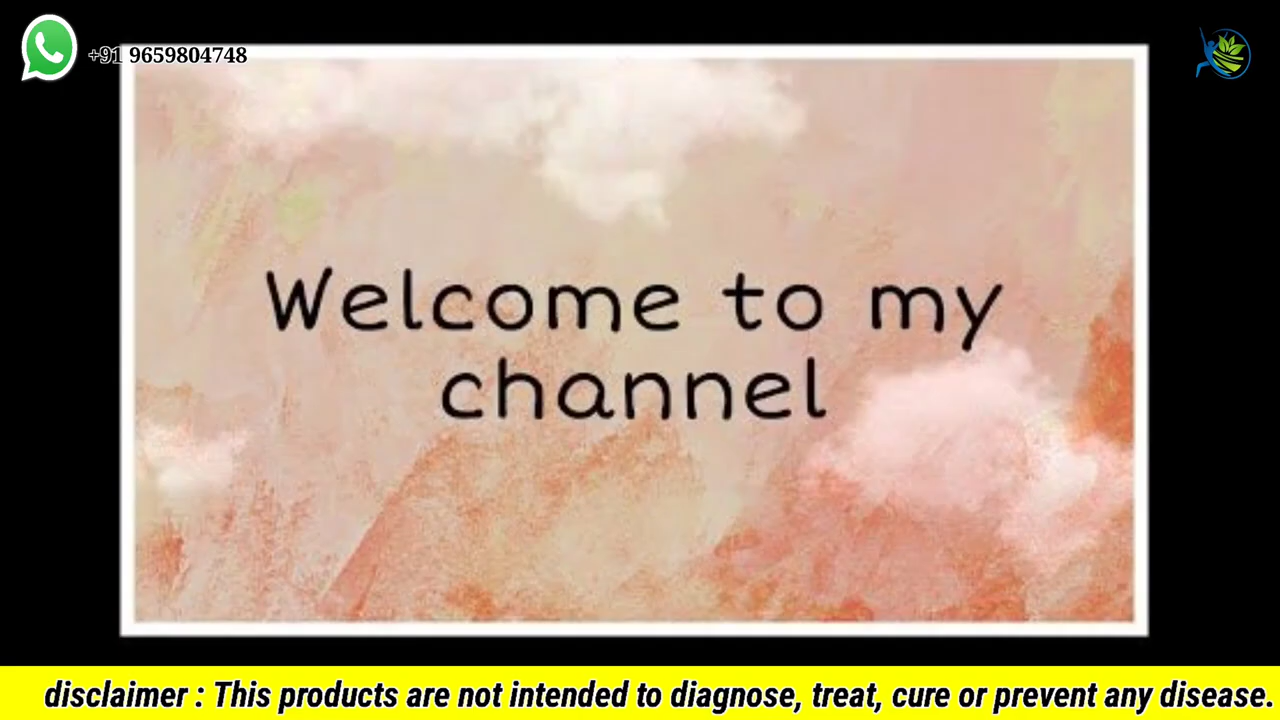 +91 9659804748
Welcome to my
channel
disclaimer : This products are not intended to diagnose, treat, cure or prevent any disease.